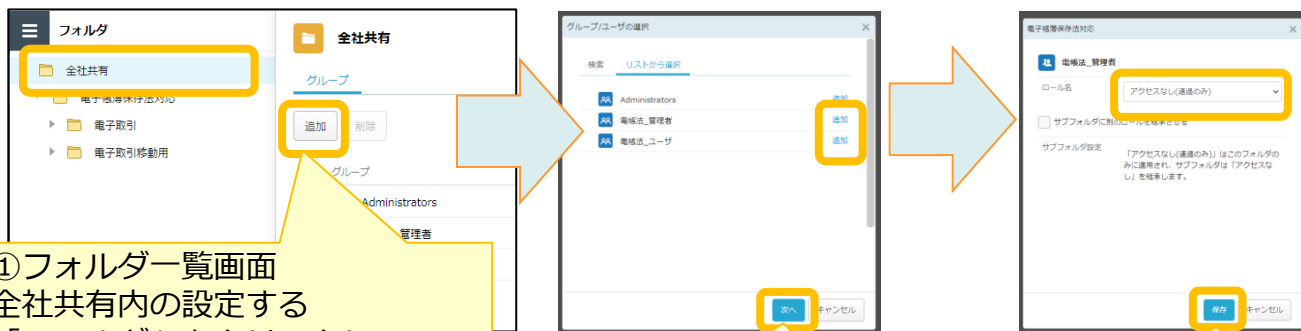 フォルダ
全社共有
電子帳簿保存法対応
電子取引
電子取引移動用
全社共有
グループ
追加
削除
グループ
Administrators
管理者
①フォルダ一覧画面
全社共有内の設定する
グループ/ユーザの選択
×
検索
リストから選択
Administrators
追加
電帳法_管理者
追加
電帳法_ユーザ
追加
次へ
キャンセル
電子帳簿保存法対応
×
電帳法_管理者
ロール名
アクセスなし(通過のみ)
サブフォルダに別のロールを継承させる
サブフォルダ設定
「アクセスなし(通過のみ)」はこのフォルダの
みに適用され、サブフォルダは「アクセスな
し」を継承します。
保存
キャンセル